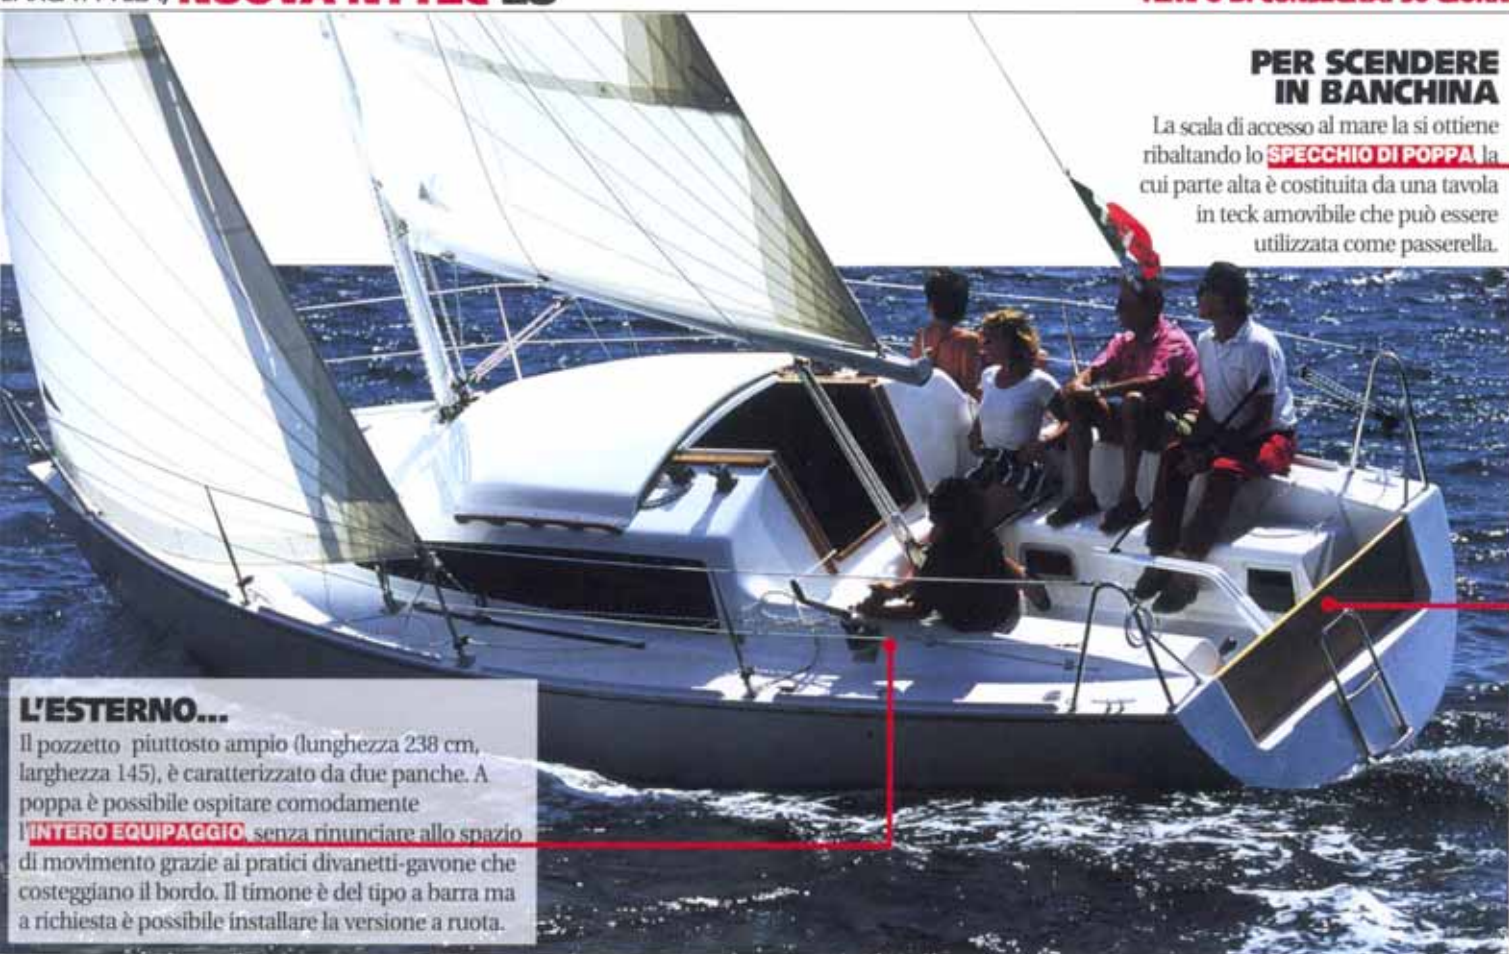 PER SCENDERE
IN BANCHINA
La scala di accesso al mare la si ottiene
ribaltando lo SPECCHIO DI POPPA, la
cui parte alta è costituita da una tavola
in teck amovibile che può essere
utilizzata come passerella.
L'ESTERNO...
Il pozzetto piuttosto ampio (lunghezza 238 cm,
larghezza 145), è caratterizzato da due panche. A
poppa è possibile ospitare comodamente
l'INTERO EQUIPAGGIO, senza rinunciare allo spazio
di movimento grazie ai pratici divanetti-gavone che
costeggiano il bordo. Il timone è del tipo a barra ma
a richiesta è possibile installare la versione a ruota.